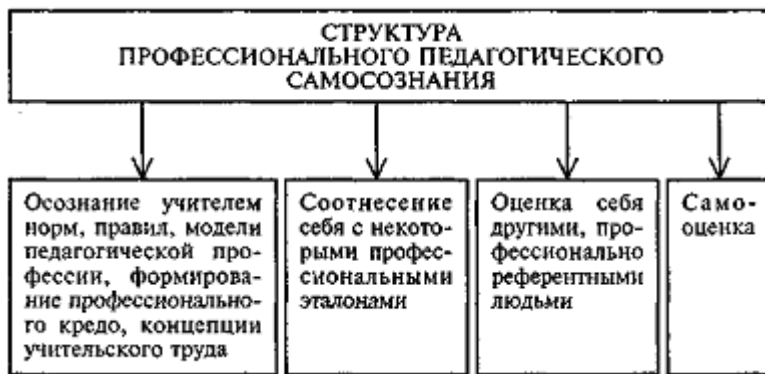 СТРУКТУРА
ПРОФЕССИОНАЛЬНОГО ПЕДАГОГИЧЕСКОГО
САМОСОЗНАНИЯ
Осознание учителем
норм, правил, модели
педагогической про-
фессии, формирова-
ние профессионально-
го кредо, концепции
учительского труда
Соотнесение
себя с некото-
рыми профес-
сиональными
эталонами
Оценка себя
другими, про-
фессионально
референтными
людьми
Само-
оценка